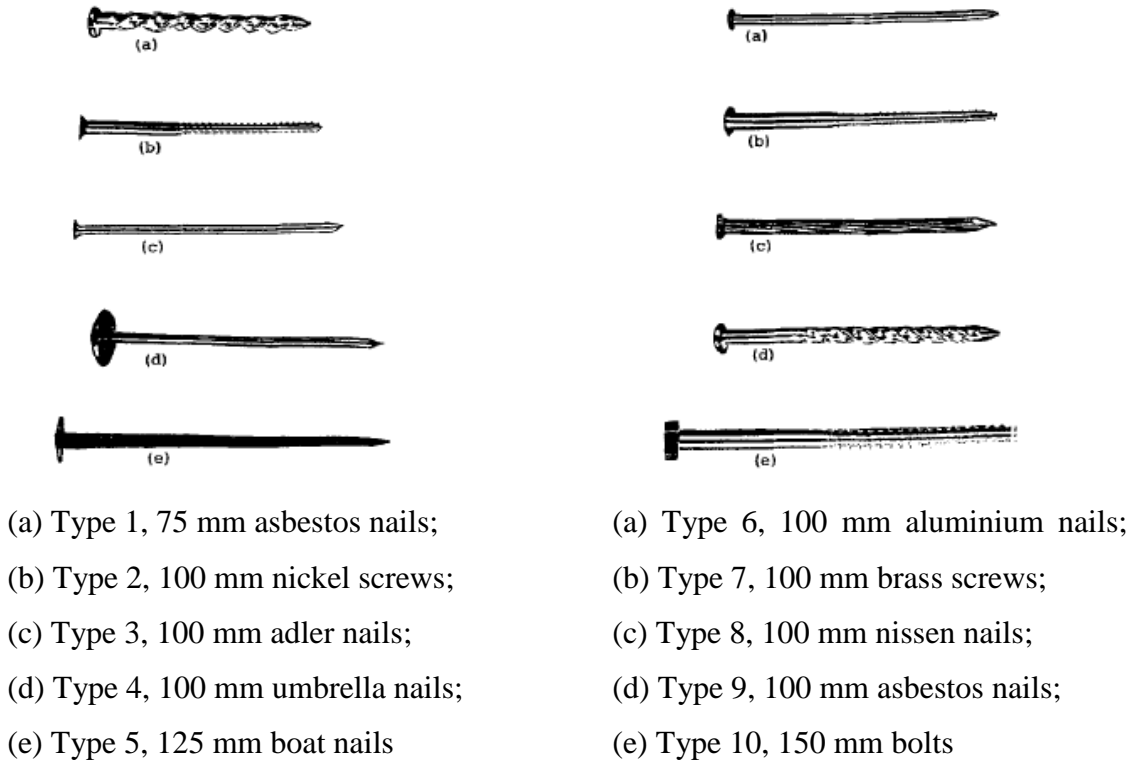 (a)
(b)
(c)
(d)
(e)
(a)
(b)
(c)
(d)
(e)
(a) Type 1, 75 mm asbestos nails;
(b) Type 2, 100 mm nickel screws;
(c) Type 3, 100 mm adler nails;
(d) Type 4, 100 mm umbrella nails;
(e) Type 5, 125 mm boat nails
(a) Type 6, 100 mm aluminium nails;
(b) Type 7, 100 mm brass screws;
(c) Type 8, 100 mm nissen nails;
(d) Type 9, 100 mm asbestos nails;
(e) Type 10, 150 mm bolts